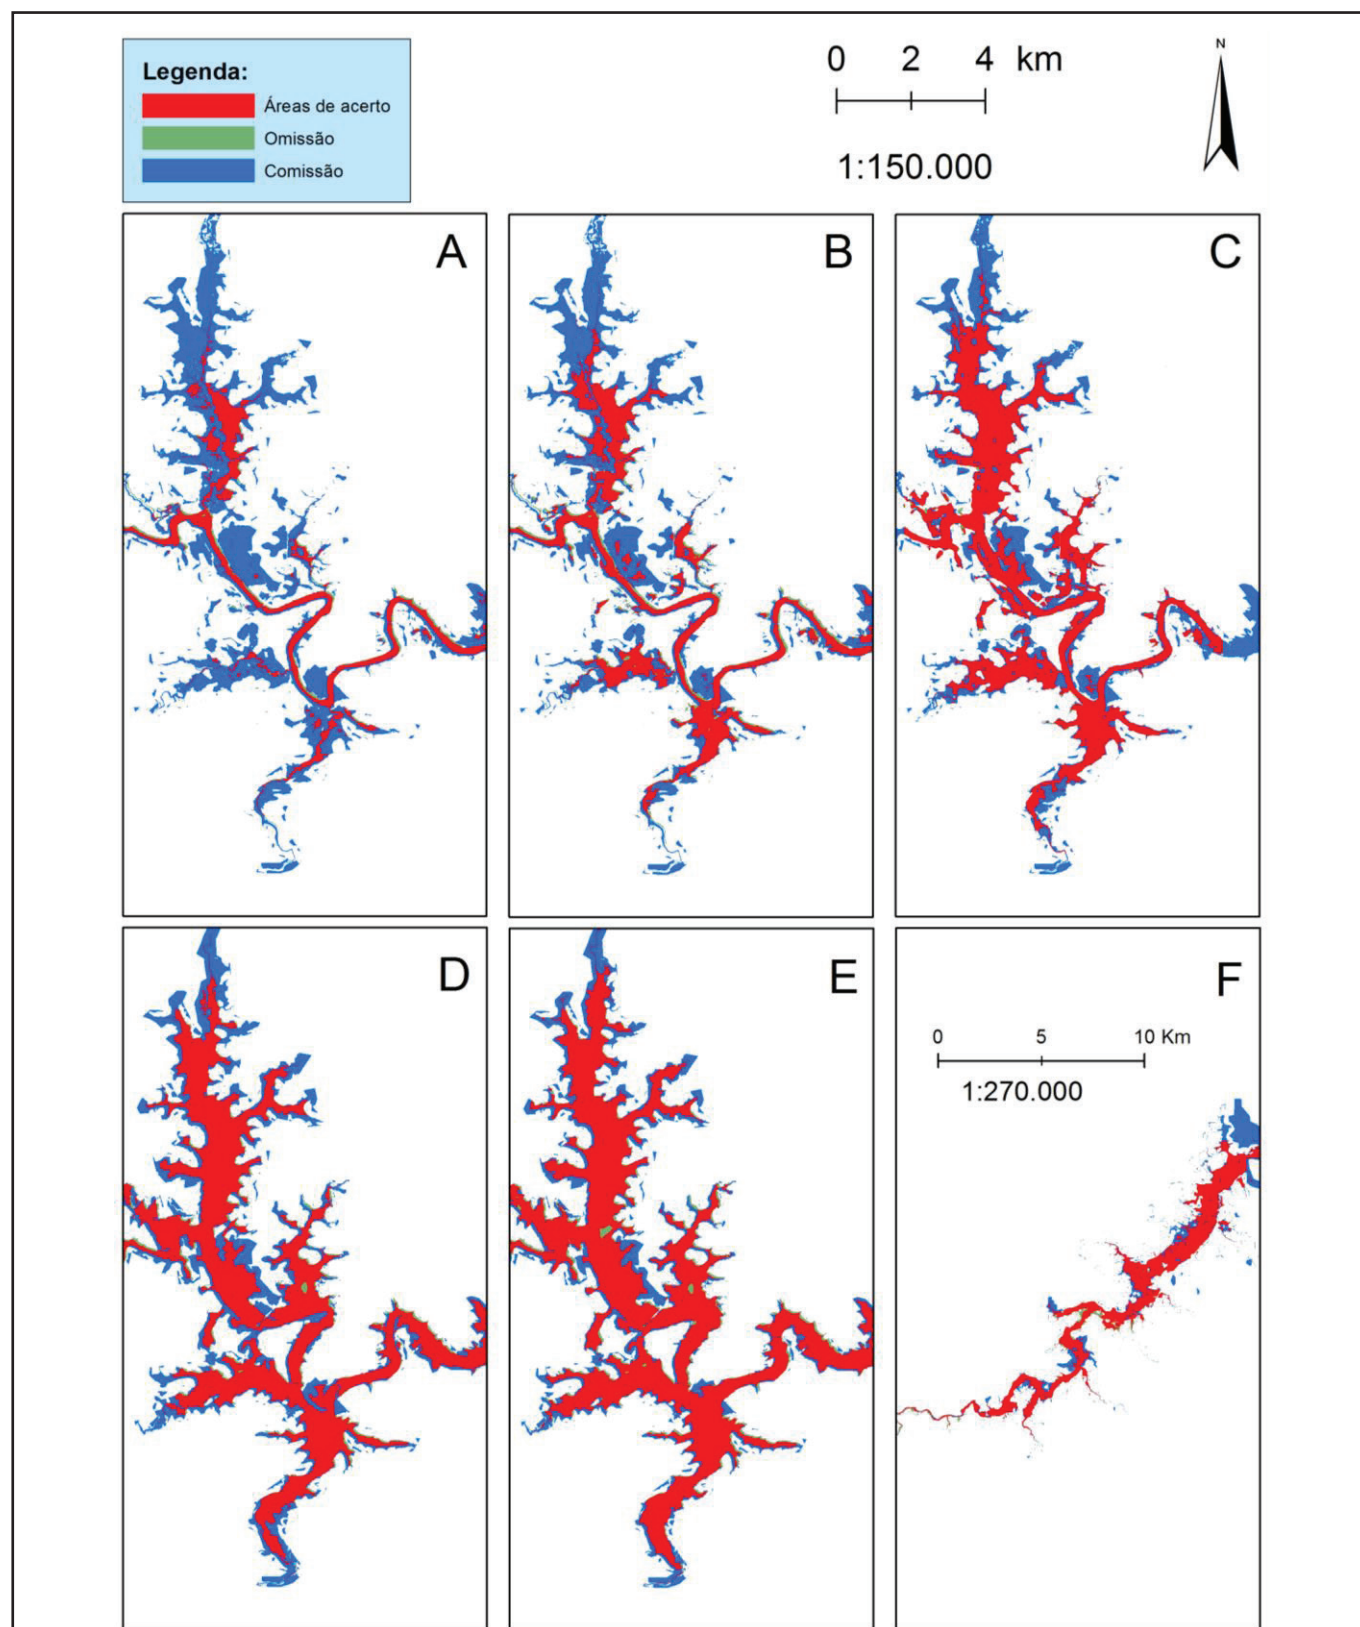 Legenda:
Áreas de acerto
Omissão
Comissão
0 2 4 km
1:150.000
N
A
B
C
D
E
F
0 5 10 Km
1:270.000